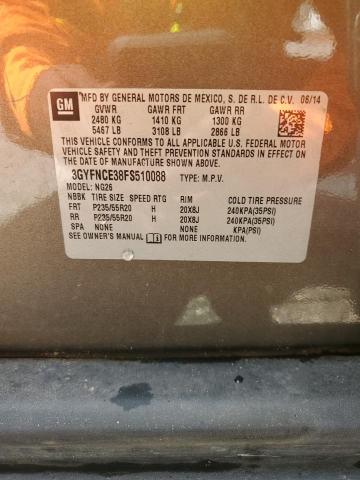 GM MFD BY GENERAL MOTORS DE MEXICO, S. DE R.L. DE C.V. 06/14
GVWR GAWR FRT GAWR RR
2480 KG 1410 KG 1300 KG
5467 LB 3108 LB 2866 LB
THIS VEHICLE CONFORMS TO ALL APPLICABLE U.S. FEDERAL MOTOR
VEHICLE SAFETY AND THEFT PREVENTION STANDARDS IN EFFECT ON
THE DATE OF MANUFACTURE SHOWN ABOVE.
3GYFNCE38FS510088 TYPE: M.P.V.
MODEL: NG26
NBBK TIRE SIZE SPEED RTG RIM COLD TIRE PRESSURE
FRT P235/55R20 H 20X8J 240KPA(35PSI)
RR P235/55R20 H 20X8J 240KPA(35PSI)
SPA NONE NONE KPA(PSI)
SEE OWNER'S MANUAL FOR ADDITIONAL INFORMATION.